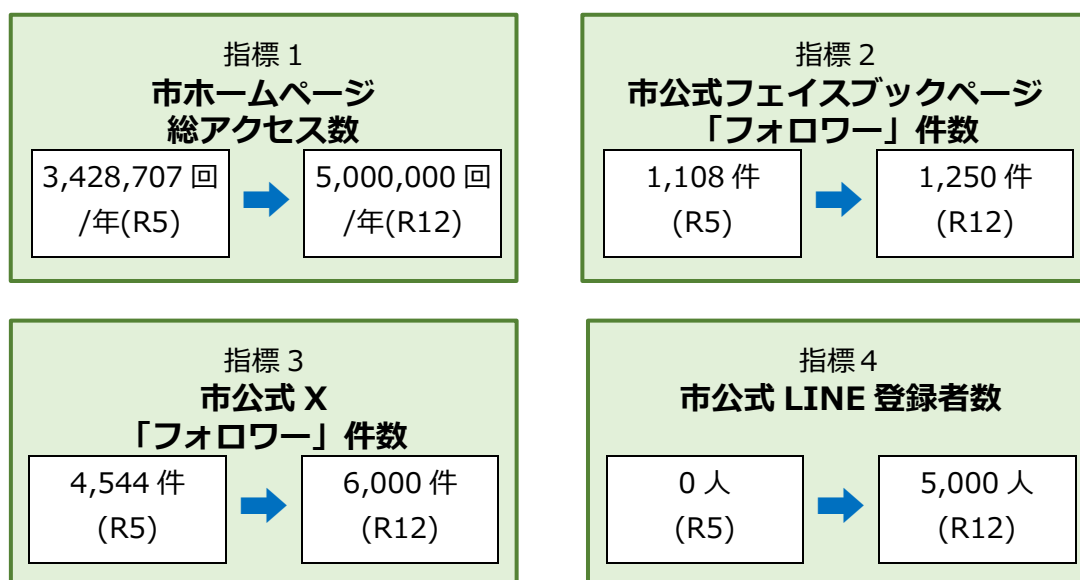 指標１
市ホームページ
総アクセス数
3,428,707 回
/年(R5)
5,000,000 回
/年(R12)
指標２
市公式フェイスブックページ
「フォロワー」件数
1,108 件
(R5)
1,250 件
(R12)
指標３
市公式 X
「フォロワー」件数
4,544 件
(R5)
6,000 件
(R12)
指標４
市公式 LINE 登録者数
0 人
(R5)
5,000 人
(R12)